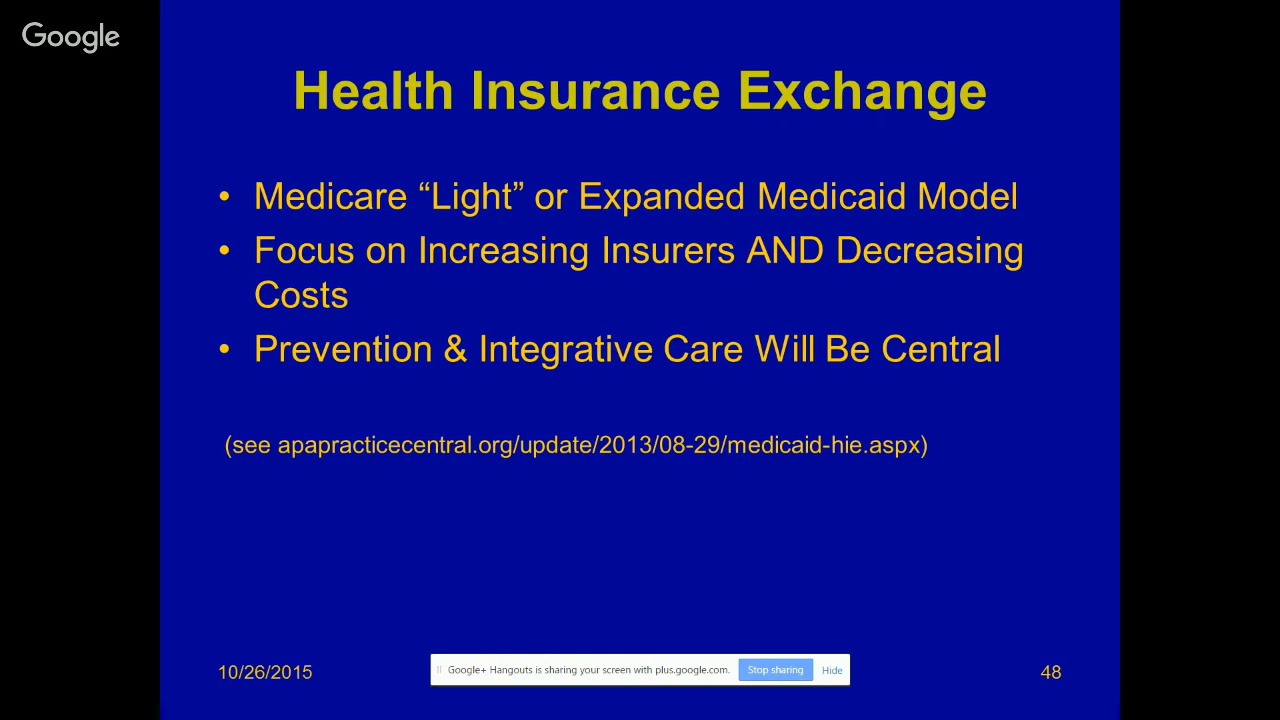 Google
Health Insurance Exchange
• Medicare “Light” or Expanded Medicaid Model
• Focus on Increasing Insurers AND Decreasing
Costs
• Prevention & Integrative Care Will Be Central
(see apapracticecentral.org/update/2013/08-29/medicaid-hie.aspx)
10/26/2015
Google+ Hangouts is sharing your screen with plus.google.com. Stop sharing Hide
48